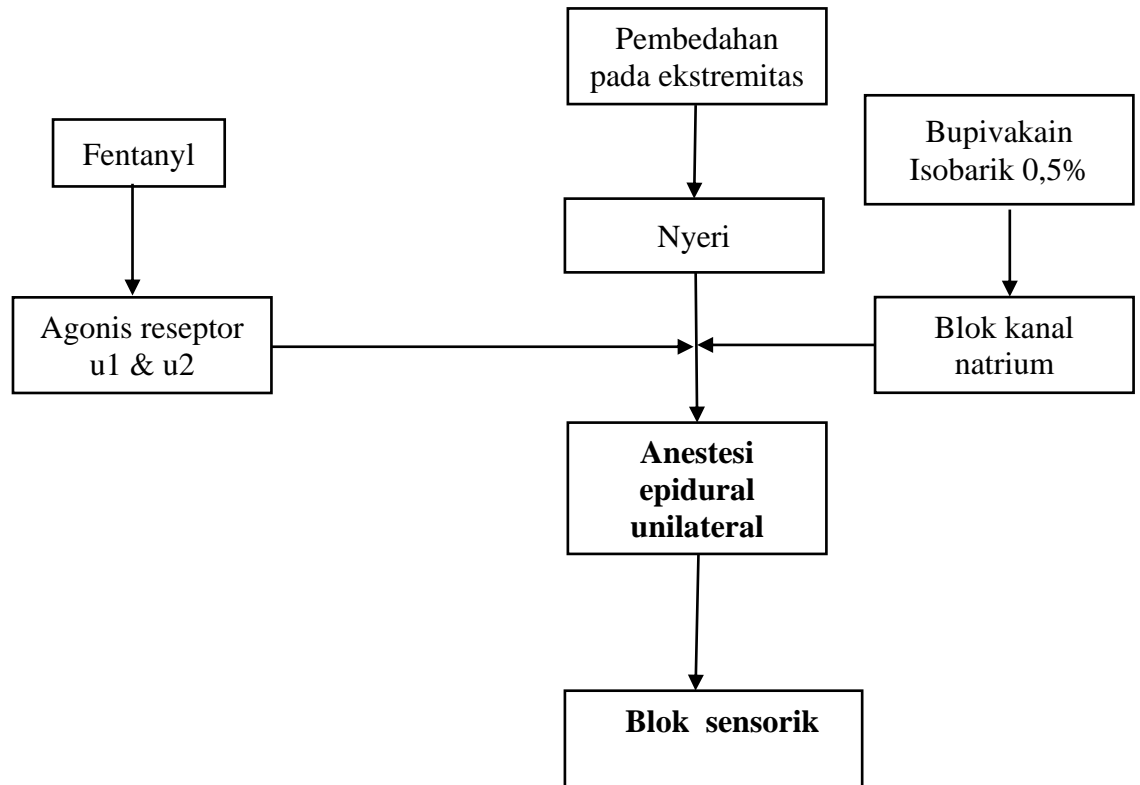 Pembedahan
pada ekstremitas
Fentanyl
Bupivakain
Isobarik 0,5%
Nyeri
Agonis reseptor
u1 & u2
Blok kanal
natrium
Anestesi
epidural
unilateral
Blok sensorik